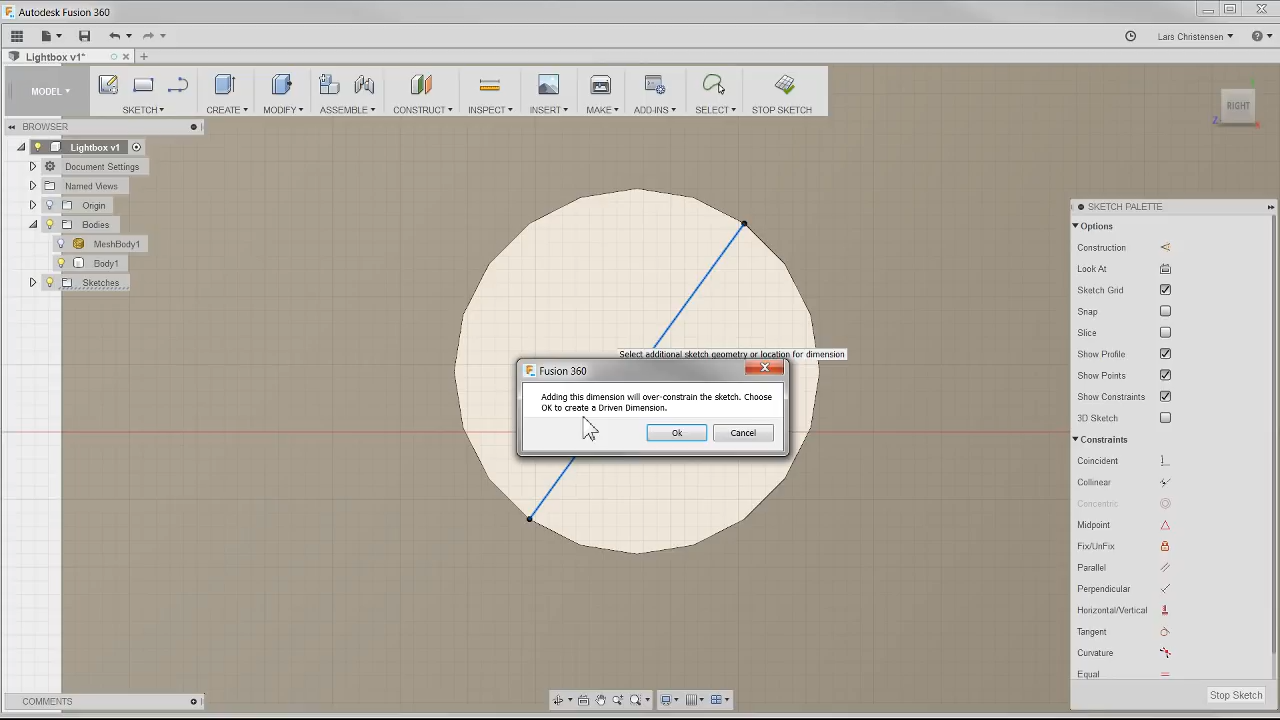 Autodesk Fusion 360
Lars Christensen
Lightbox v1*
MODEL
SKETCH
CREATE
MODIFY
ASSEMBLE
CONSTRUCT
INSPECT
INSERT
MAKE
ADD-INS
SELECT
STOP SKETCH
BROWSER
Lightbox v1
Document Settings
Named Views
Origin
Bodies
MeshBody1
Body1
Sketches
RIGHT
Z
X
Select additional sketch geometry or location for dimension
Fusion 360
Adding this dimension will over-constrain the sketch. Choose
OK to create a Driven Dimension.
Ok
Cancel
SKETCH PALETTE
Options
Construction
Look At
Sketch Grid
Snap
Slice
Show Profile
Show Points
Show Constraints
3D Sketch
Constraints
Coincident
Collinear
Concentric
Midpoint
Fix/UnFix
Parallel
Perpendicular
Horizontal/Vertical
Tangent
Curvature
Equal
Stop Sketch
COMMENTS